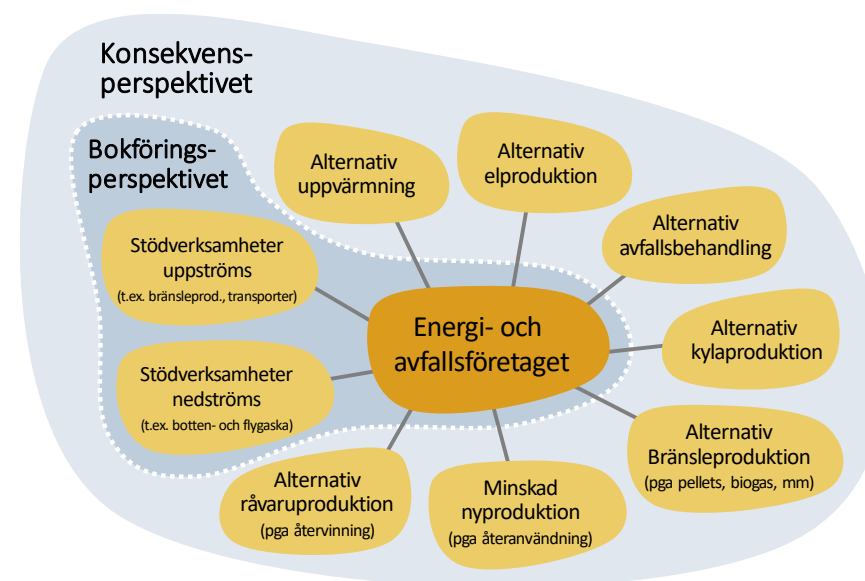 Konsekvens-
perspektivet
Bokförings-
perspektivet
Alternativ
uppvärmning
Alternativ
elproduktion
Alternativ
avfallsbehandling
Stödverksamheter
uppströms
(t.ex. bränsleprod., transporter)
Energi- och
avfallsföretaget
Alternativ
kylaproduktion
Stödverksamheter
nedströms
(t.ex. botten- och flygaska)
Alternativ
Bränsleproduktion
(pga pellets, biogas, mm)
Alternativ
råvaruproduktion
(pga återvinning)
Minskad
nyproduktion
(pga återanvändning)